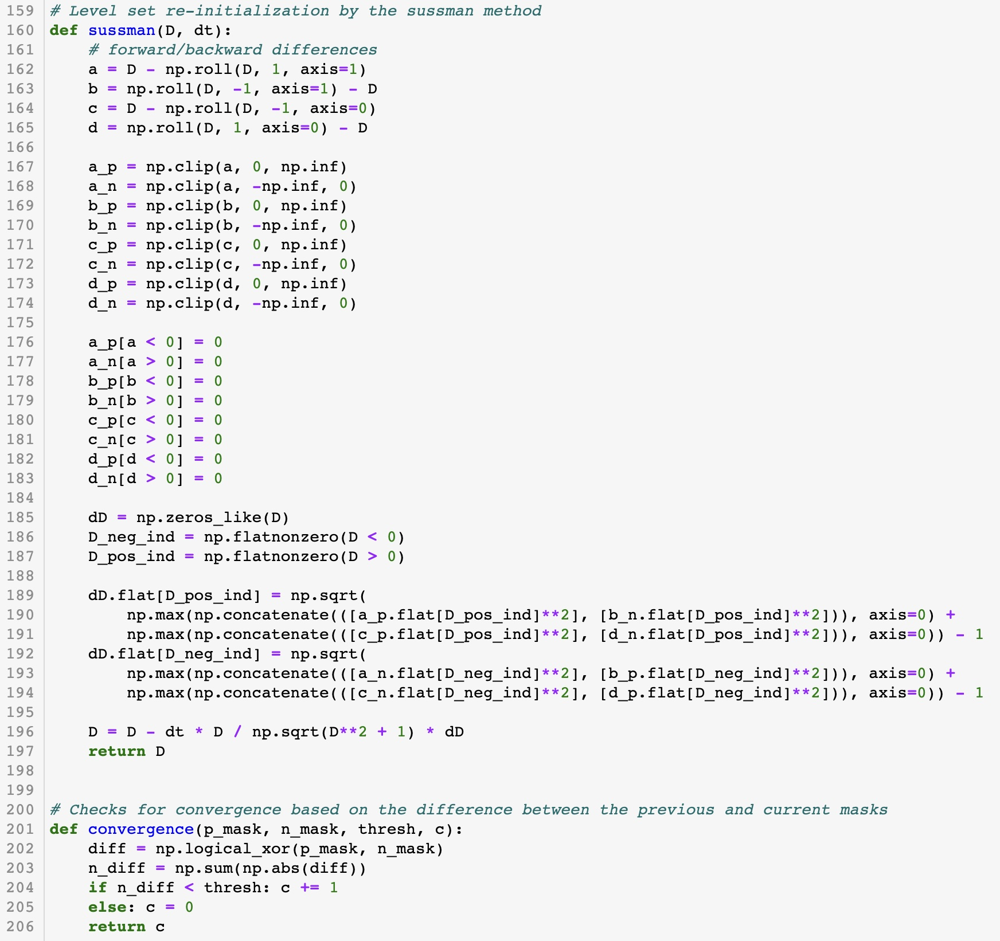 159 # Level set re-initialization by the sussman method
160 def sussman(D, dt):
161     # forward/backward differences
162     a = D - np.roll(D, 1, axis=1)
163     b = np.roll(D, -1, axis=1) - D
164     c = D - np.roll(D, -1, axis=0)
165     d = np.roll(D, 1, axis=0) - D
166
167     a_p = np.clip(a, 0, np.inf)
168     a_n = np.clip(a, -np.inf, 0)
169     b_p = np.clip(b, 0, np.inf)
170     b_n = np.clip(b, -np.inf, 0)
171     c_p = np.clip(c, 0, np.inf)
172     c_n = np.clip(c, -np.inf, 0)
173     d_p = np.clip(d, 0, np.inf)
174     d_n = np.clip(d, -np.inf, 0)
175
176     a_p[a < 0] = 0
177     a_n[a > 0] = 0
178     b_p[b < 0] = 0
179     b_n[b > 0] = 0
180     c_p[c < 0] = 0
181     c_n[c > 0] = 0
182     d_p[d < 0] = 0
183     d_n[d > 0] = 0
184
185     dD = np.zeros_like(D)
186     D_neg_ind = np.flatnonzero(D < 0)
187     D_pos_ind = np.flatnonzero(D > 0)
188
189     dD.flat[D_pos_ind] = np.sqrt(
190         np.max(np.concatenate(([a_p.flat[D_pos_ind]**2], [b_n.flat[D_pos_ind]**2])), axis=0) +
191         np.max(np.concatenate(([c_p.flat[D_pos_ind]**2], [d_n.flat[D_pos_ind]**2])), axis=0)) - 1
192     dD.flat[D_neg_ind] = np.sqrt(
193         np.max(np.concatenate(([a_n.flat[D_neg_ind]**2], [b_p.flat[D_neg_ind]**2])), axis=0) +
194         np.max(np.concatenate(([c_n.flat[D_neg_ind]**2], [d_p.flat[D_neg_ind]**2])), axis=0)) - 1
195
196     D = D - dt * D / np.sqrt(D**2 + 1) * dD
197     return D
198
199
200 # Checks for convergence based on the difference between the previous and current masks
201 def convergence(p_mask, n_mask, thresh, c):
202     diff = np.logical_xor(p_mask, n_mask)
203     n_diff = np.sum(np.abs(diff))
204     if n_diff < thresh: c += 1
205     else: c = 0
206     return c